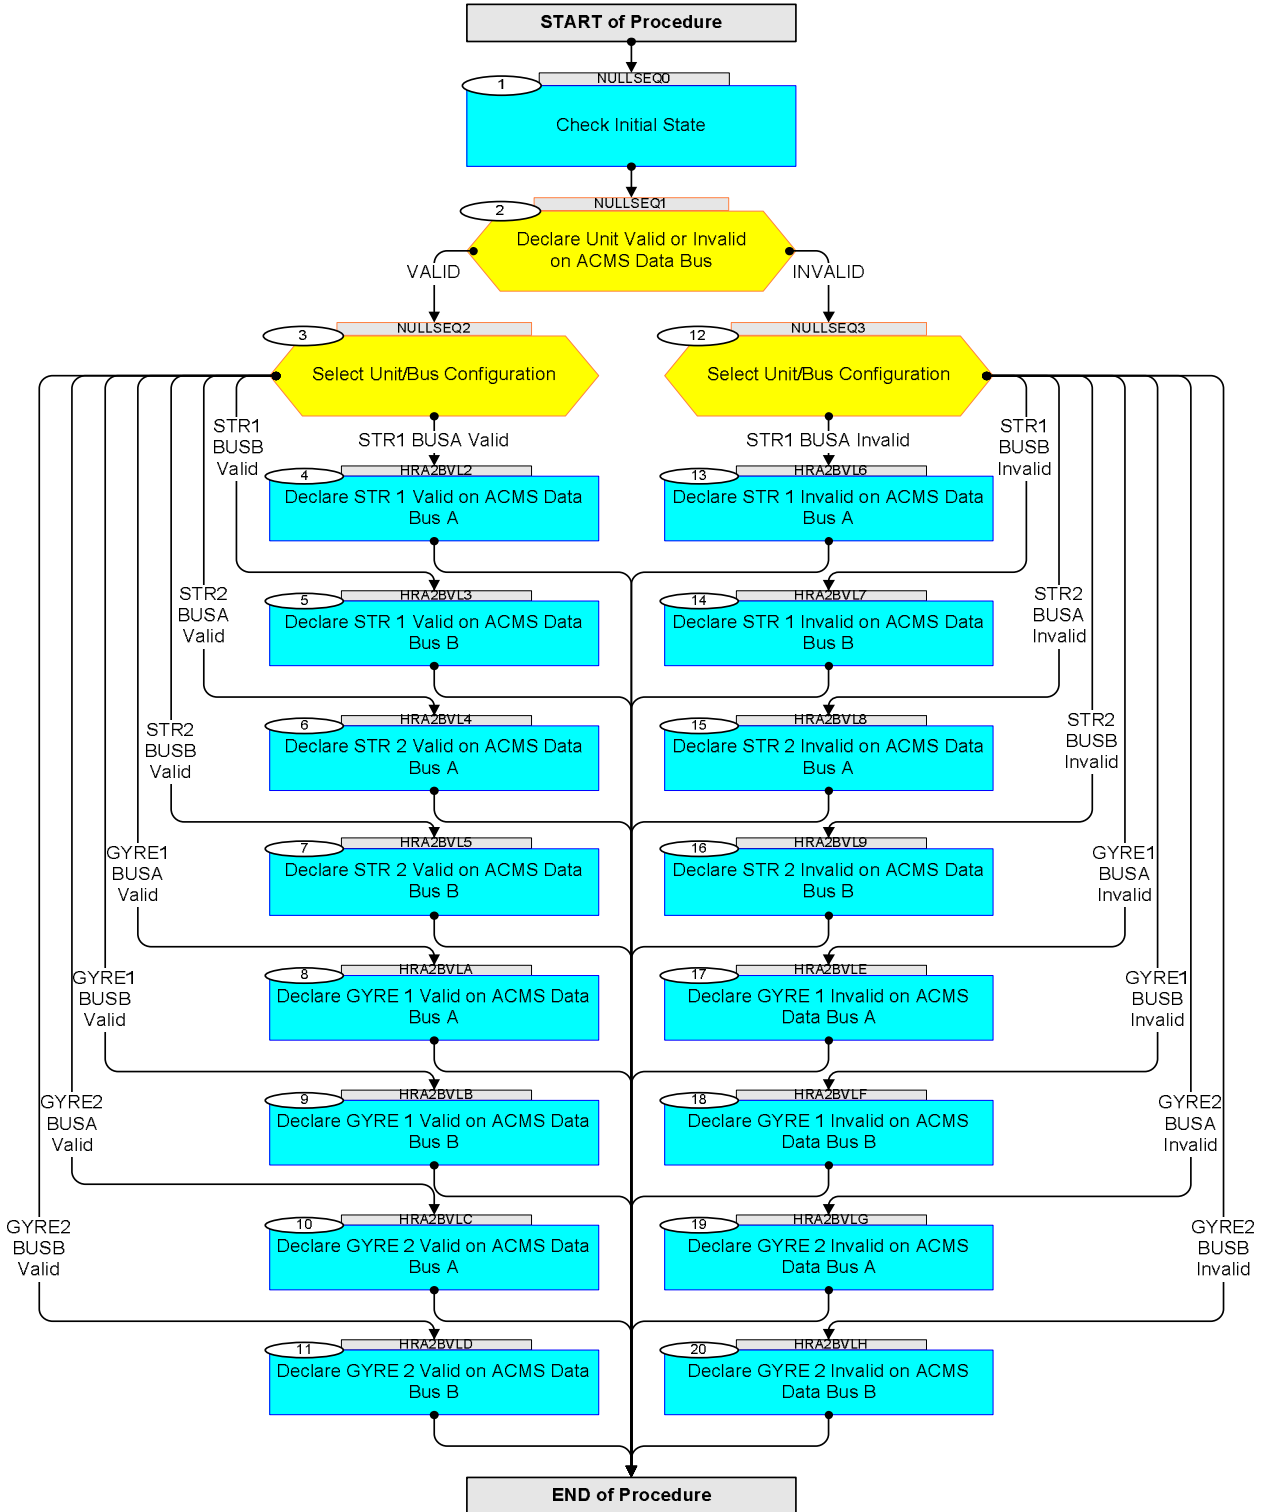 START of Procedure
NULLSEQ0
1
Check Initial State
NULLSEQ1
2
Declare Unit Valid or Invalid
on ACMS Data Bus
VALID
INVALID
NULLSEQ2
3
Select Unit/Bus Configuration
NULLSEQ3
12
Select Unit/Bus Configuration
STR1
BUSB
Valid
STR1 BUSA Valid
STR1 BUSA Invalid
STR1
BUSB
Invalid
HRA2BVL2
4
Declare STR 1 Valid on ACMS Data
Bus A
HRA2BVL6
13
Declare STR 1 Invalid on ACMS Data
Bus A
STR2
BUSA
Valid
HRA2BVL3
5
Declare STR 1 Valid on ACMS Data
Bus B
HRA2BVL7
14
Declare STR 1 Invalid on ACMS Data
Bus B
STR2
BUSA
Invalid
STR2
BUSB
Valid
HRA2BVL4
6
Declare STR 2 Valid on ACMS Data
Bus A
HRA2BVL8
15
Declare STR 2 Invalid on ACMS Data
Bus A
STR2
BUSB
Invalid
GYRE1
BUSA
Valid
HRA2BVL5
7
Declare STR 2 Valid on ACMS Data
Bus B
HRA2BVL9
16
Declare STR 2 Invalid on ACMS Data
Bus B
GYRE1
BUSA
Invalid
GYRE1
BUSB
Valid
HRA2BVLA
8
Declare GYRE 1 Valid on ACMS Data
Bus A
HRA2BVLE
17
Declare GYRE 1 Invalid on ACMS
Data Bus A
GYRE1
BUSB
Invalid
GYRE2
BUSA
Valid
HRA2BVLB
9
Declare GYRE 1 Valid on ACMS Data
Bus B
HRA2BVLF
18
Declare GYRE 1 Invalid on ACMS
Data Bus B
GYRE2
BUSA
Invalid
GYRE2
BUSB
Valid
HRA2BVLC
10
Declare GYRE 2 Valid on ACMS Data
Bus A
HRA2BVLG
19
Declare GYRE 2 Invalid on ACMS
Data Bus A
GYRE2
BUSB
Invalid
HRA2BVLD
11
Declare GYRE 2 Valid on ACMS Data
Bus B
HRA2BVLH
20
Declare GYRE 2 Invalid on ACMS
Data Bus B
END of Procedure